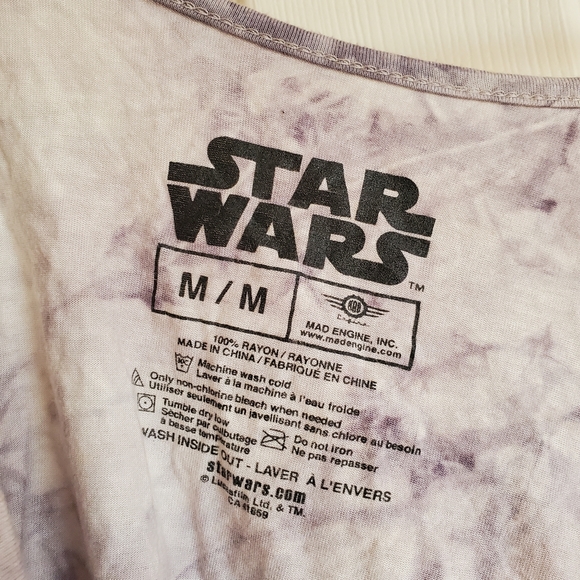 STAR
WARS
TM
M / M
MAD ENGINE, INC.
www.madengine.com
100% RAYON / RAYONNE
MADE IN CHINA / FABRIQUÉ EN CHINE
Machine wash cold
Laver à la machine à l'eau froide
Only non-chlorine bleach when needed
Utiliser seulement un javellisant sans chlore au besoin
Tumble dry low
Sécher par culbutage
à basse température
Do not iron
Ne pas repasser
WASH INSIDE OUT - LAVER À L'ENVERS
starwars.com
© Lucasfilm Ltd. & TM.
CA 41659